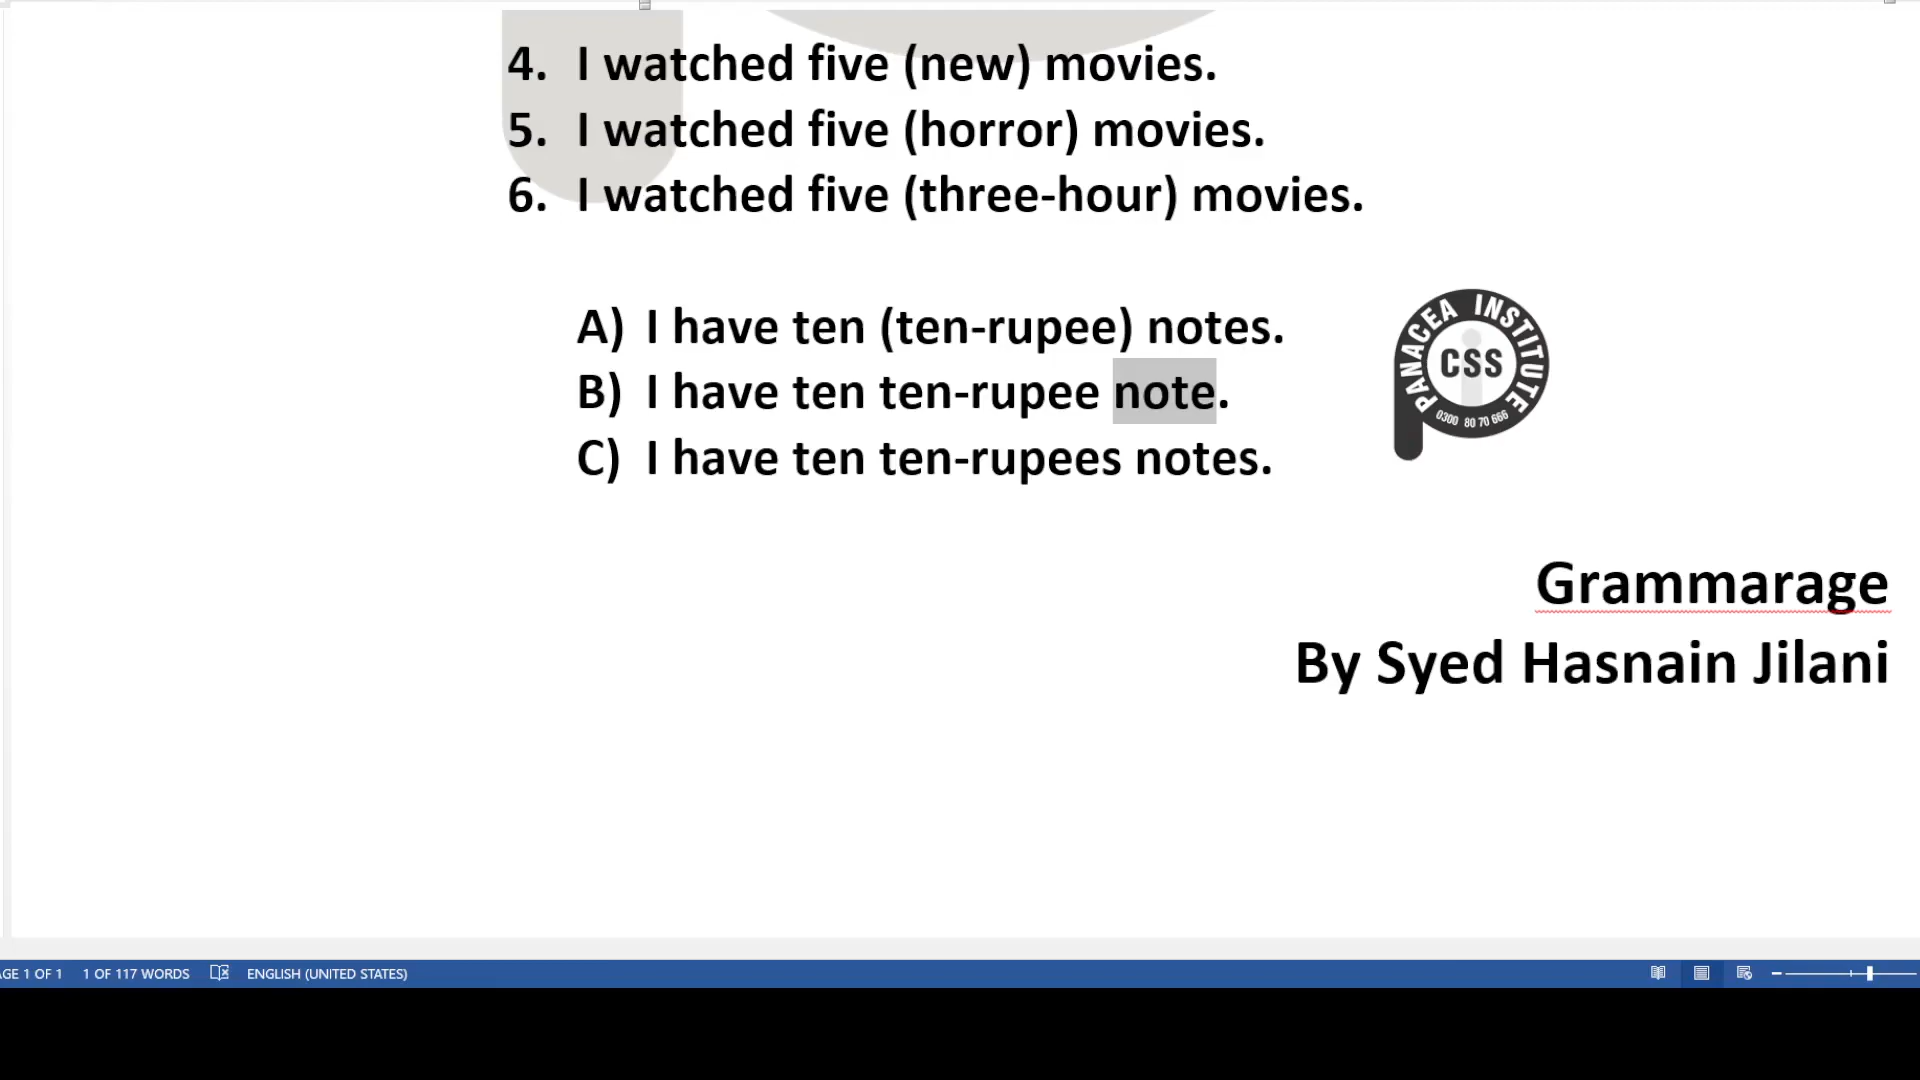 4. I watched five (new) movies.
5. I watched five (horror) movies.
6. I watched five (three-hour) movies.
A) I have ten (ten-rupee) notes.
B) I have ten ten-rupee note.
C) I have ten ten-rupees notes.
PANACEA INSTITUTE
CSS
0300 80 70 666
Grammarage
By Syed Hasnain Jilani
GE 1 OF 1 1 OF 117 WORDS ENGLISH (UNITED STATES)